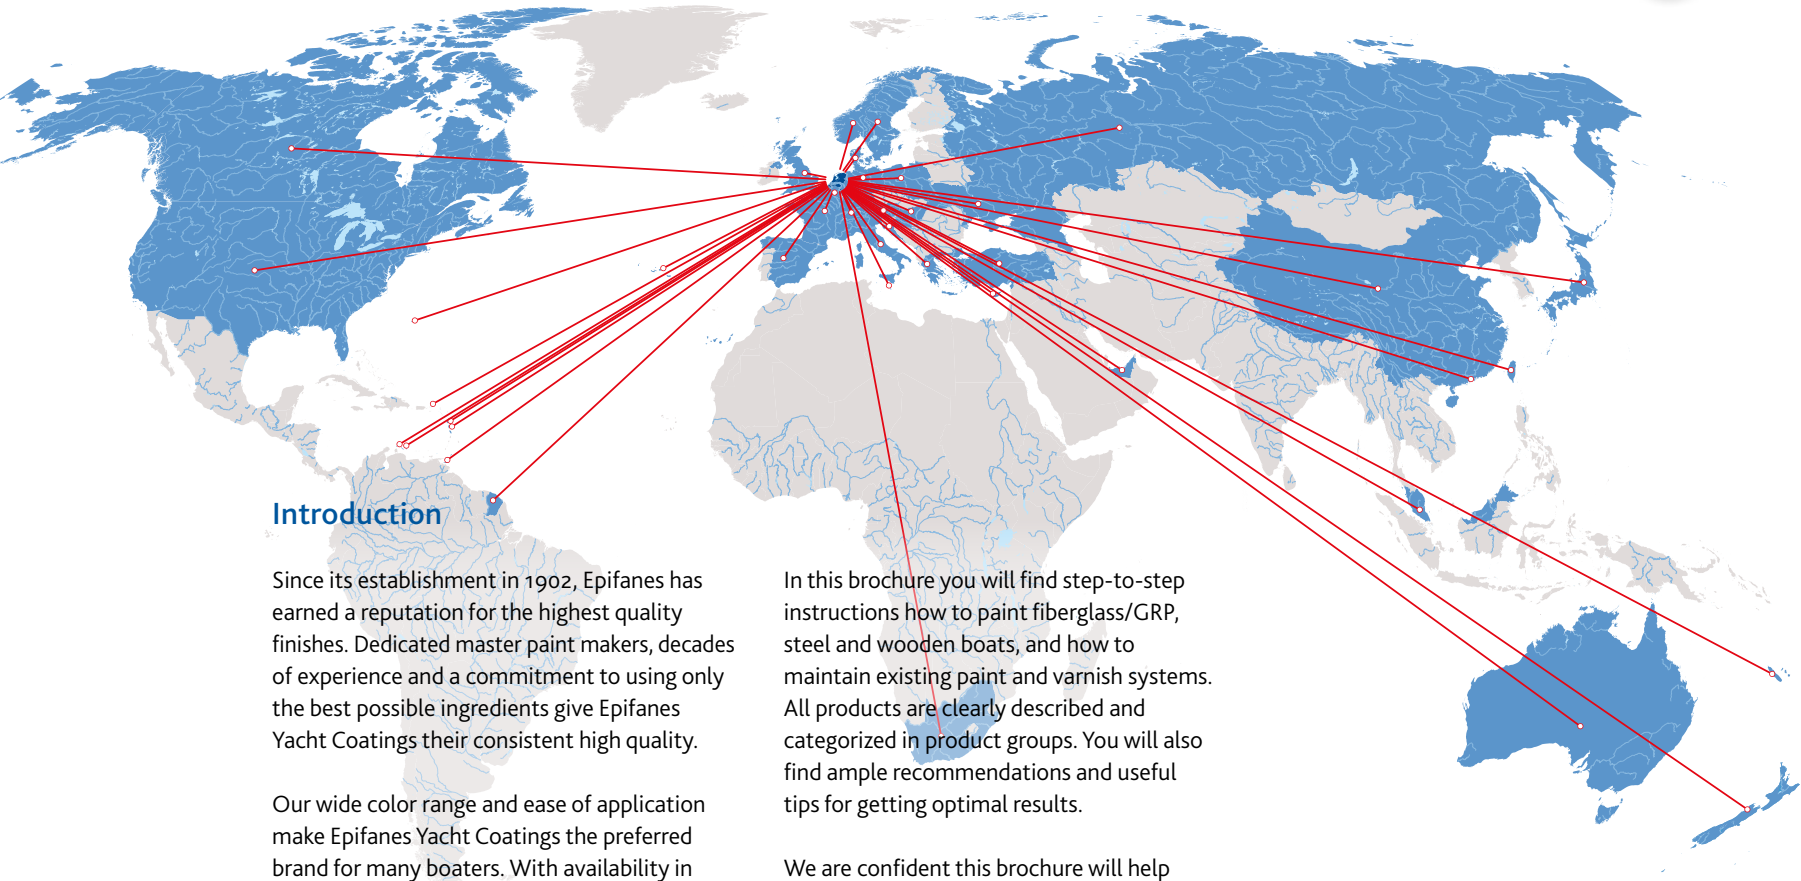 Introduction
Since its establishment in 1902, Epifanes has
earned a reputation for the highest quality
finishes. Dedicated master paint makers, decades
of experience and a commitment to using only
the best possible ingredients give Epifanes
Yacht Coatings their consistent high quality.
Our wide color range and ease of application
make Epifanes Yacht Coatings the preferred
brand for many boaters. With availability in
In this brochure you will find step-to-step
instructions how to paint fiberglass/GRP,
steel and wooden boats, and how to
maintain existing paint and varnish systems.
All products are clearly described and
categorized in product groups. You will also
find ample recommendations and useful
tips for getting optimal results.
We are confident this brochure will help